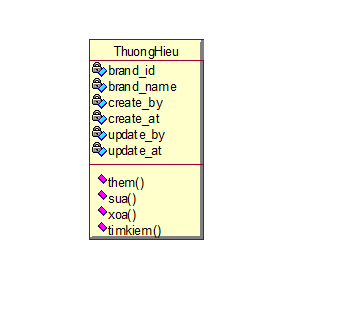 ThuongHieu
brand_id
brand_name
create_by
create_at
update_by
update_at
them()
sua()
xoa()
timkiem()